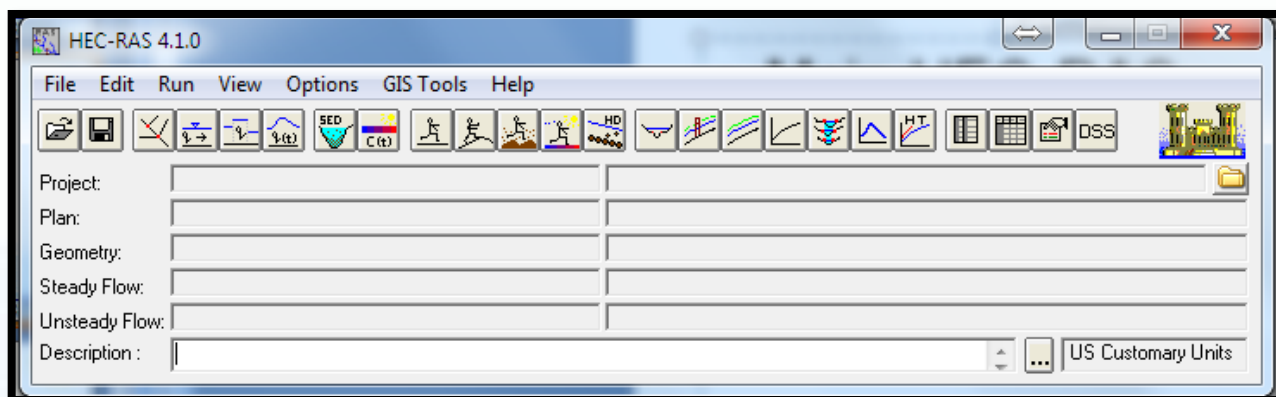 HEC-RAS 4.1.0
File Edit Run View Options GIS Tools Help
SED C(t) HD HT DSS
Project:
Plan:
Geometry:
Steady Flow:
Unsteady Flow:
Description :
... US Customary Units